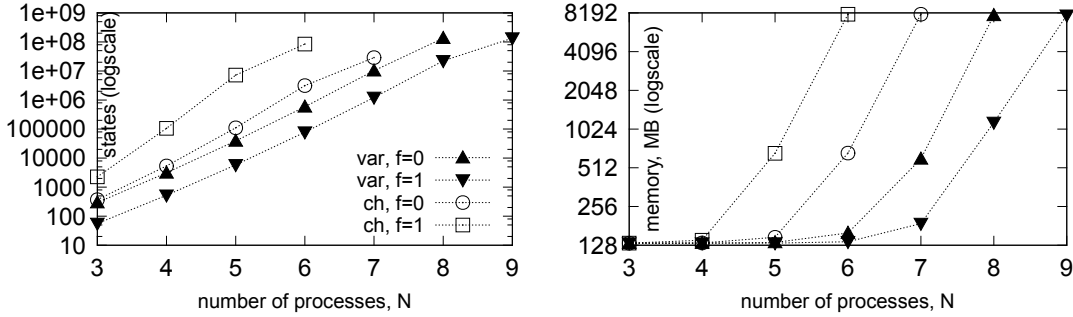 1e+09
1e+08
1e+07
1e+06
100000
10000
1000
100
10
states (logscale)
var, f=0
var, f=1
ch, f=0
ch, f=1
3 4 5 6 7 8 9
number of processes, N
8192
4096
2048
1024
512
256
128
memory, MB (logscale)
3 4 5 6 7 8 9
number of processes, N